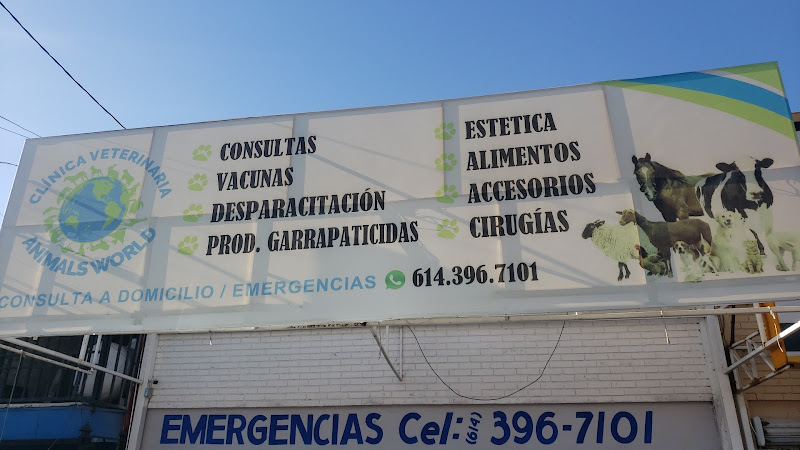 CLINICA VETERINARIA
ANIMALS WORLD
CONSULTAS
VACUNAS
DESPARACITACIÓN
PROD. GARRAPATICIDAS
ESTETICA
ALIMENTOS
ACCESORIOS
CIRUGÍAS
CONSULTA A DOMICILIO / EMERGENCIAS 614.396.7101
EMERGENCIAS Cel: (614) 396-7101